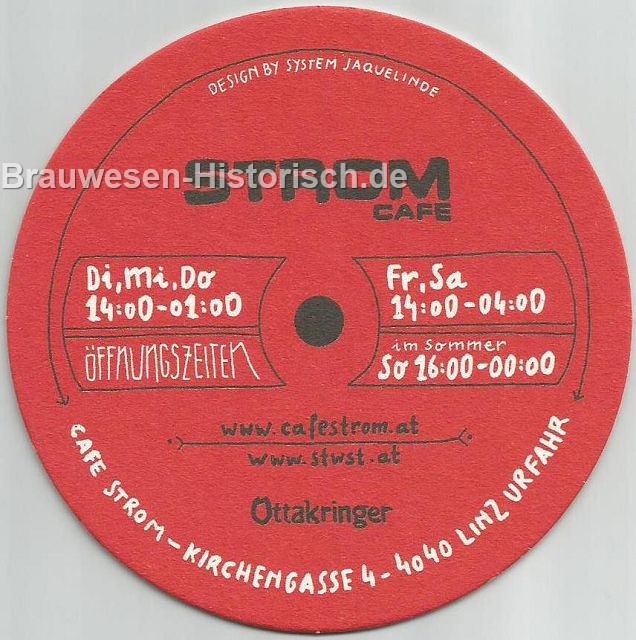 DESIGN BY SYSTEM JAQUELINDE
STROM
Brauwesen-Historisch.de
CAFE
Di, Mi, Do
14:00-01:00
Fr, Sa
14:00-04:00
ÖFFNUNGSZEITEN
im Sommer
So 16:00-00:00
www.cafestrom.at
www.stwst.at
Ottakringer
CAFE STROM - KIRCHENGASSE 4 - 4040 LINZ URFAHR